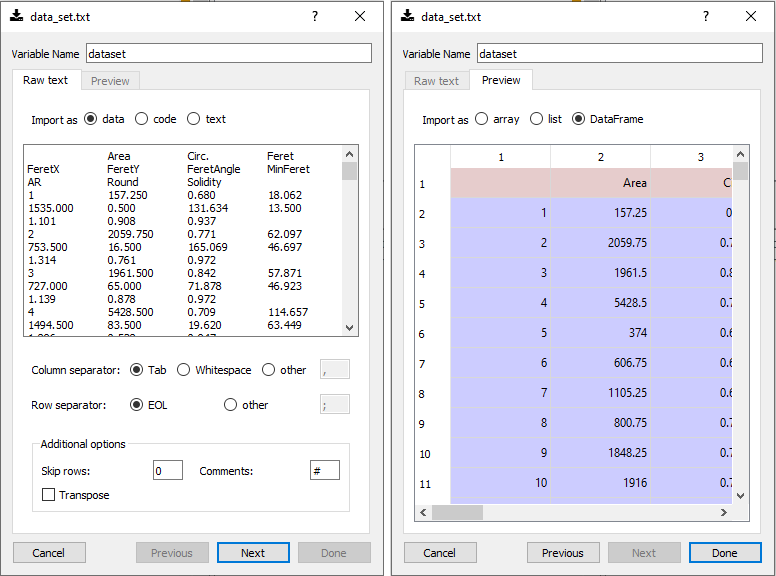 data_set.txt
Variable Name dataset
Raw text Preview
Import as data code text
Area Circ. Feret
FeretX FeretY FeretAngle MinFeret
AR Round Solidity
1 157.250 0.680 18.062
1535.000 0.500 131.634 13.500
1.101 0.908 0.937
2 2059.750 0.771 62.097
753.500 16.500 165.069 46.697
1.314 0.761 0.972
3 1961.500 0.842 57.871
727.000 65.000 71.878 46.923
1.139 0.878 0.972
4 5428.500 0.709 114.657
1494.500 83.500 19.620 63.449
Column separator: Tab Whitespace other ,
Row separator: EOL other ;
Additional options
Skip rows: 0 Comments: #
Transpose
Cancel Previous Next Done
data_set.txt
Variable Name dataset
Raw text Preview
Import as array list DataFrame
1 2 3
1 Area C
2 1 157.25 0
3 2 2059.75 0.7
4 3 1961.5 0.8
5 4 5428.5 0.7
6 5 374 0.6
7 6 606.75 0.6
8 7 1105.25 0.6
9 8 800.75 0.7
10 9 1848.25 0.7
11 10 1916 0.7
Cancel Previous Next Done